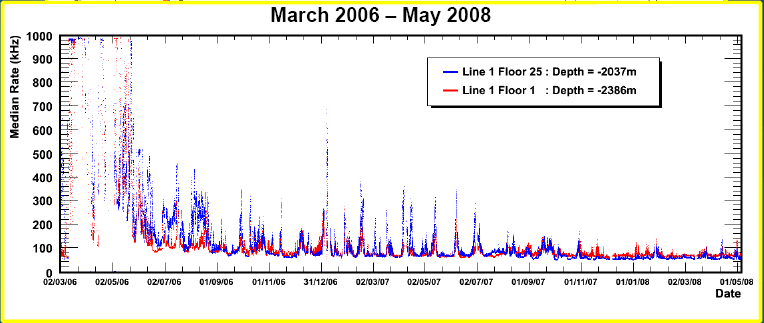 March 2006 – May 2008
Median Rate (kHz)
1000
900
800
700
600
500
400
300
200
100
0
Line 1 Floor 25 : Depth = -2037m
Line 1 Floor 1 : Depth = -2386m
02/03/06 02/05/06 02/07/06 01/09/06 01/11/06 31/12/06 02/03/07 02/05/07 02/07/07 01/09/07 01/11/07 01/01/08 02/03/08 01/05/08
Date